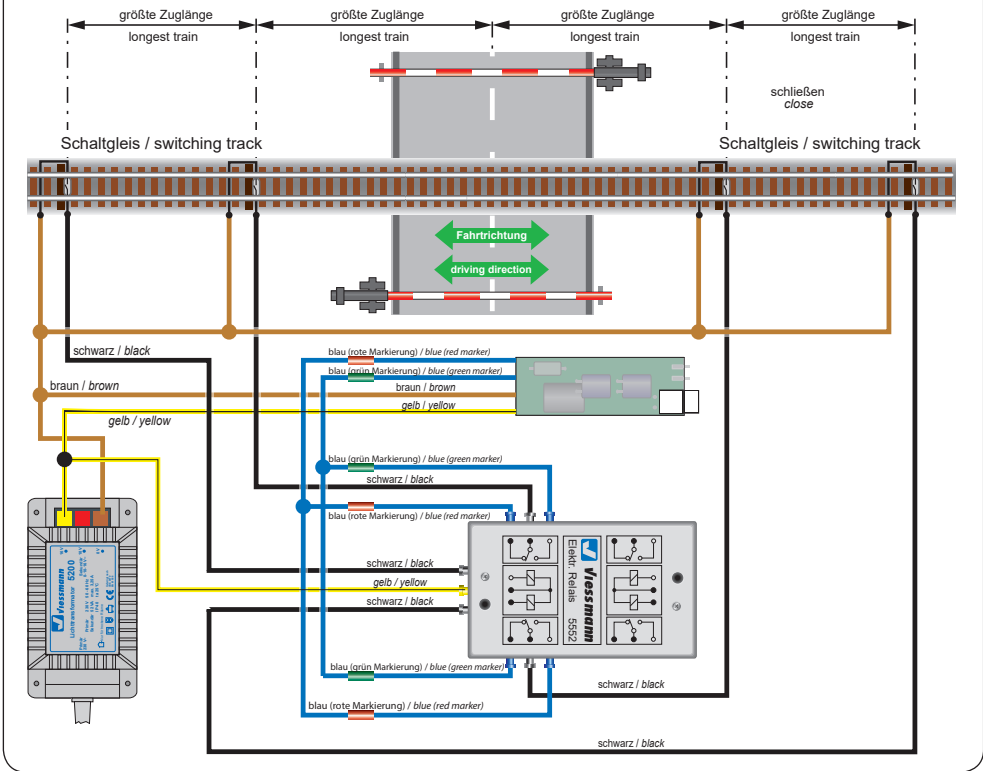 größte Zuglänge größte Zuglänge größte Zuglänge größte Zuglänge
longest train longest train longest train longest train
schließen
close
Schaltgleis / switching track Schaltgleis / switching track
Fahrtrichtung
driving direction
schwarz / black
blau (rote Markierung) / blue (red marker)
blau (grün Markierung) / blue (green marker)
braun / brown
braun / brown
gelb / yellow
gelb / yellow
blau (grün Markierung) / blue (green marker)
schwarz / black
blau (rote Markierung) / blue (red marker)
schwarz / black
gelb / yellow
schwarz / black
viessmann
Lichttransformator 5200
viessmann
Elektr. Relais 5552
blau (grün Markierung) / blue (green marker)
schwarz / black
blau (rote Markierung) / blue (red marker)
schwarz / black